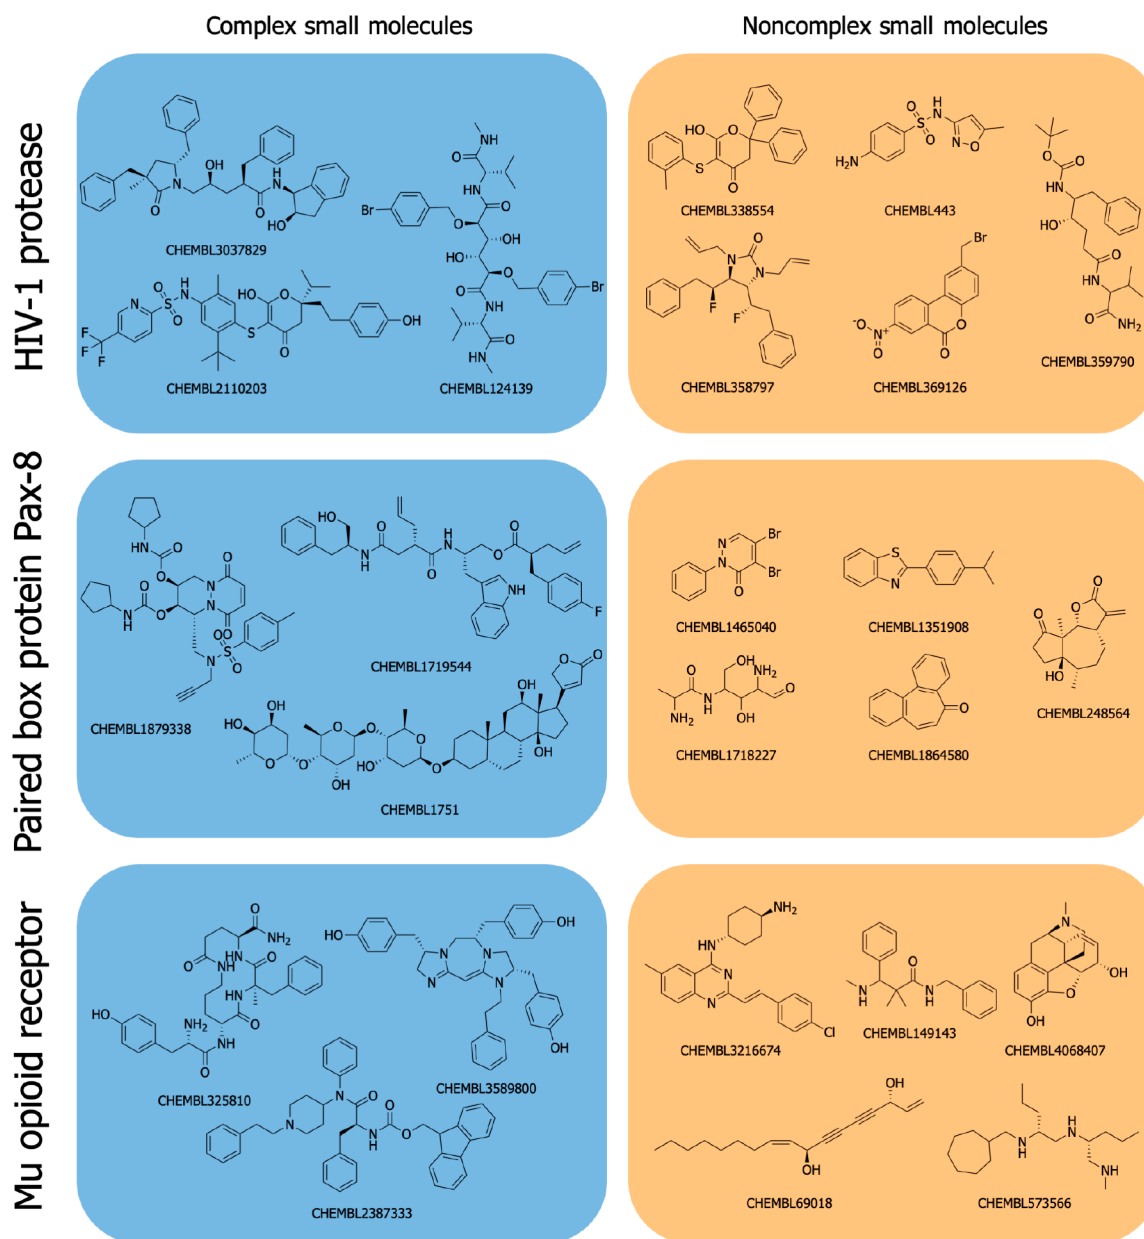 Complex small molecules
Noncomplex small molecules
HIV-1 protease
CHEMBL3037829
CHEMBL2110203
CHEMBL124139
CHEMBL338554
CHEMBL443
CHEMBL358797
CHEMBL369126
CHEMBL359790
Paired box protein Pax-8
CHEMBL1879338
CHEMBL1719544
CHEMBL1751
CHEMBL1465040
CHEMBL1351908
CHEMBL1718227
CHEMBL1864580
CHEMBL248564
Mu opioid receptor
CHEMBL325810
CHEMBL3589800
CHEMBL2387333
CHEMBL3216674
CHEMBL149143
CHEMBL4068407
CHEMBL69018
CHEMBL573566